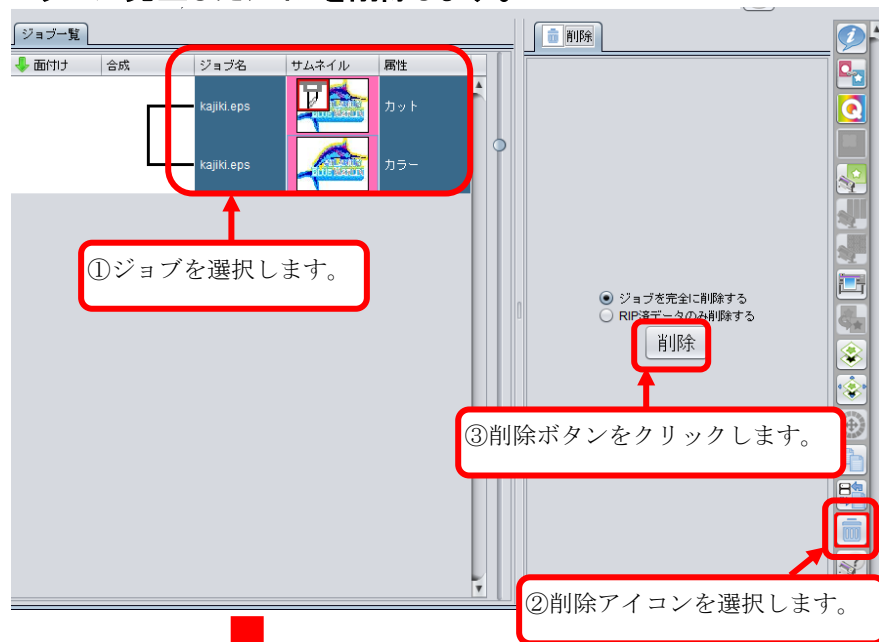 ジョブ一覧
削除
面付け 合成 ジョブ名 サムネイル 属性
kajiki.eps カット
kajiki.eps カラー
①ジョブを選択します。
ジョブを完全に削除する
RIP済データのみ削除する
削除
③削除ボタンをクリックします。
②削除アイコンを選択します。